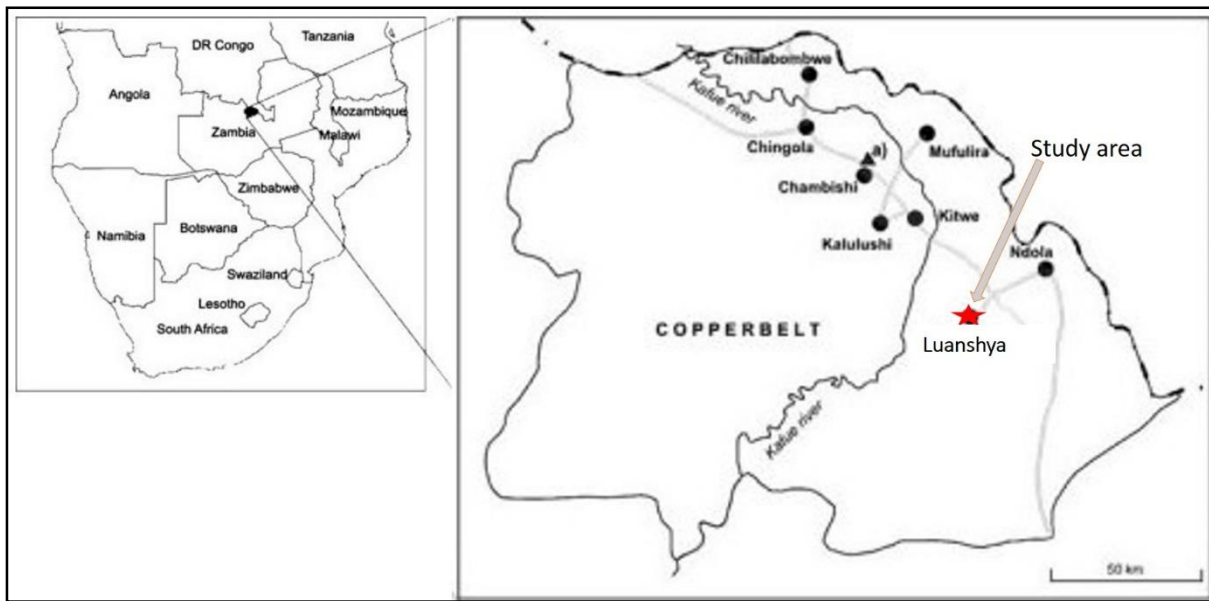 DR Congo
Tanzania
Angola
Zambia
Mozambique
Malawi
Zimbabwe
Namibia
Botswana
Swaziland
Lesotho
South Africa
Chililabombwe
Kafue river
Chingola
a)
Mufulira
Study area
Chambishi
Kitwe
Kalulushi
Ndola
COPPERBELT
Luanshya
Kafue river
50 km